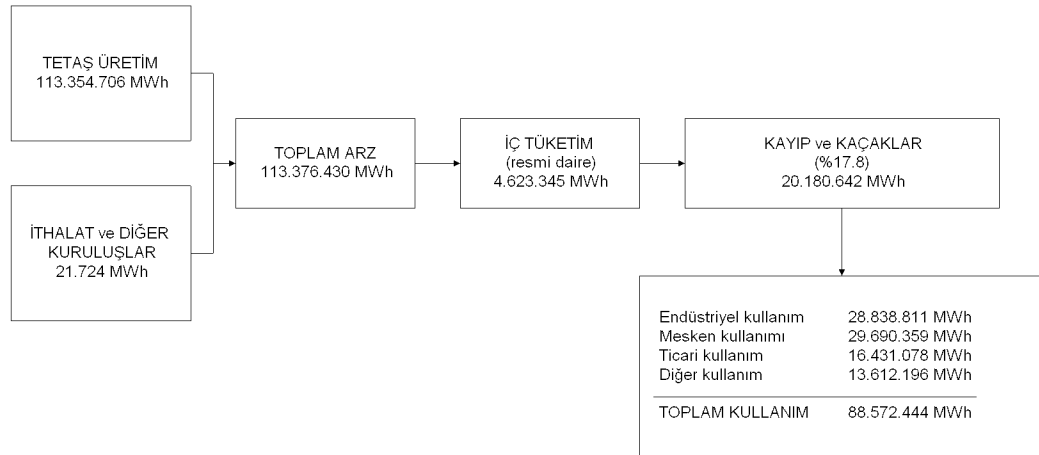 TETAŞ ÜRETİM
113.354.706 MWh
İTHALAT ve DİĞER
KURULUŞLAR
21.724 MWh
TOPLAM ARZ
113.376.430 MWh
İÇ TÜKETİM
(resmi daire)
4.623.345 MWh
KAYIP ve KAÇAKLAR
(%17.8)
20.180.642 MWh
Endüstriyel kullanım 28.838.811 MWh
Mesken kullanımı 29.690.359 MWh
Ticari kullanım 16.431.078 MWh
Diğer kullanım 13.612.196 MWh
TOPLAM KULLANIM 88.572.444 MWh